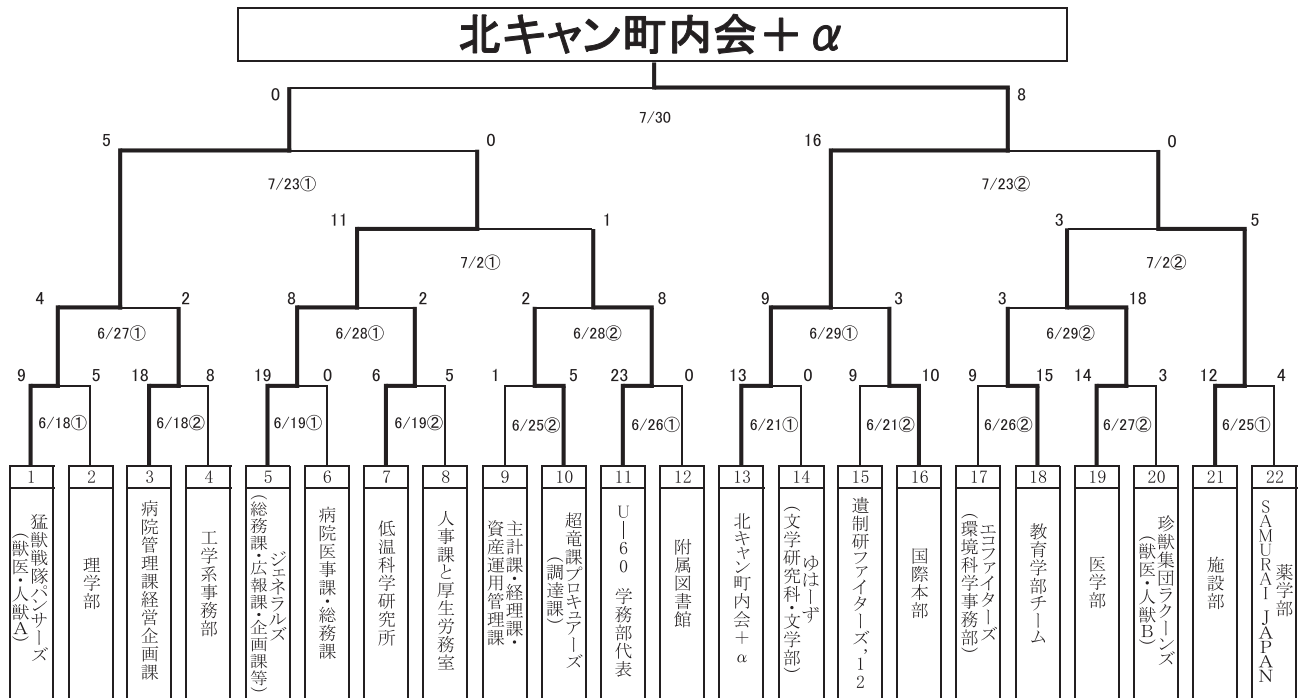 北キャン町内会＋α
0
8
7/30
5
0
16
0
7/23①
7/23②
11
1
3
5
7/2①
7/2②
4
2
8
2
2
8
9
3
3
18
6/27①
6/28①
6/28②
6/29①
6/29②
9
5
18
8
19
0
6
5
1
5
23
0
13
0
9
10
9
15
14
3
12
4
6/18①
6/18②
6/19①
6/19②
6/25②
6/26①
6/21①
6/21②
6/26②
6/27②
6/25①
1
2
3
4
5
6
7
8
9
10
11
12
13
14
15
16
17
18
19
20
21
22
猛獣戦隊パンサーズ
（獣医・人獣A）
理学部
病院管理課経営企画課
工学系事務部
ジェネラルズ
（総務課・広報課・企画課等）
病院医事課・総務課
低温科学研究所
人事課と厚生労務室
主計課・経理課・
資産運用管理課
超竜課プロキュアーズ
（調達課）
U―60 学務部代表
附属図書館
北キャン町内会＋α
ゆはーず
（文学研究科・文学部）
遺制研ファイターズ,12
国際本部
エコファイターズ
（環境科学事務部）
教育学部チーム
医学部
珍獣集団ラクーンズ
（獣医・人獣B）
施設部
薬学部
SAMURAI JAPAN